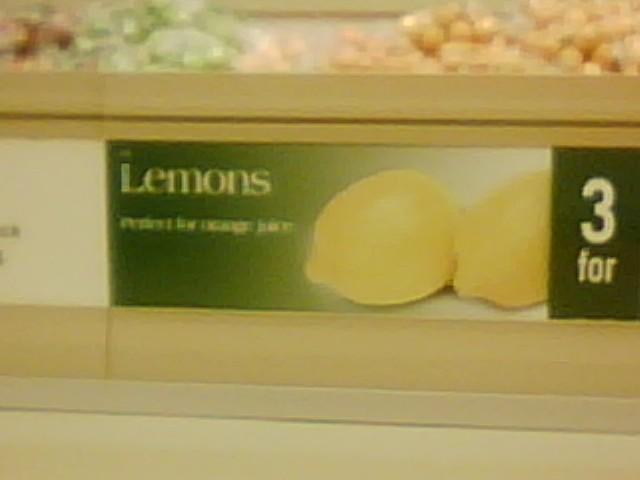 Lemons
Perfect for orange juice
3
for